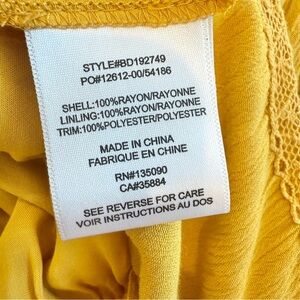 STYLE#BD192749
PO#12612-00/54186
SHELL:100%RAYON/RAYONNE
LINLING:100%RAYON/RAYONNE
TRIM:100%POLYESTER/POLYESTER
MADE IN CHINA
FABRIQUE EN CHINE
RN#135090
CA#35884
SEE REVERSE FOR CARE
VOIR INSTRUCTIONS AU DOS